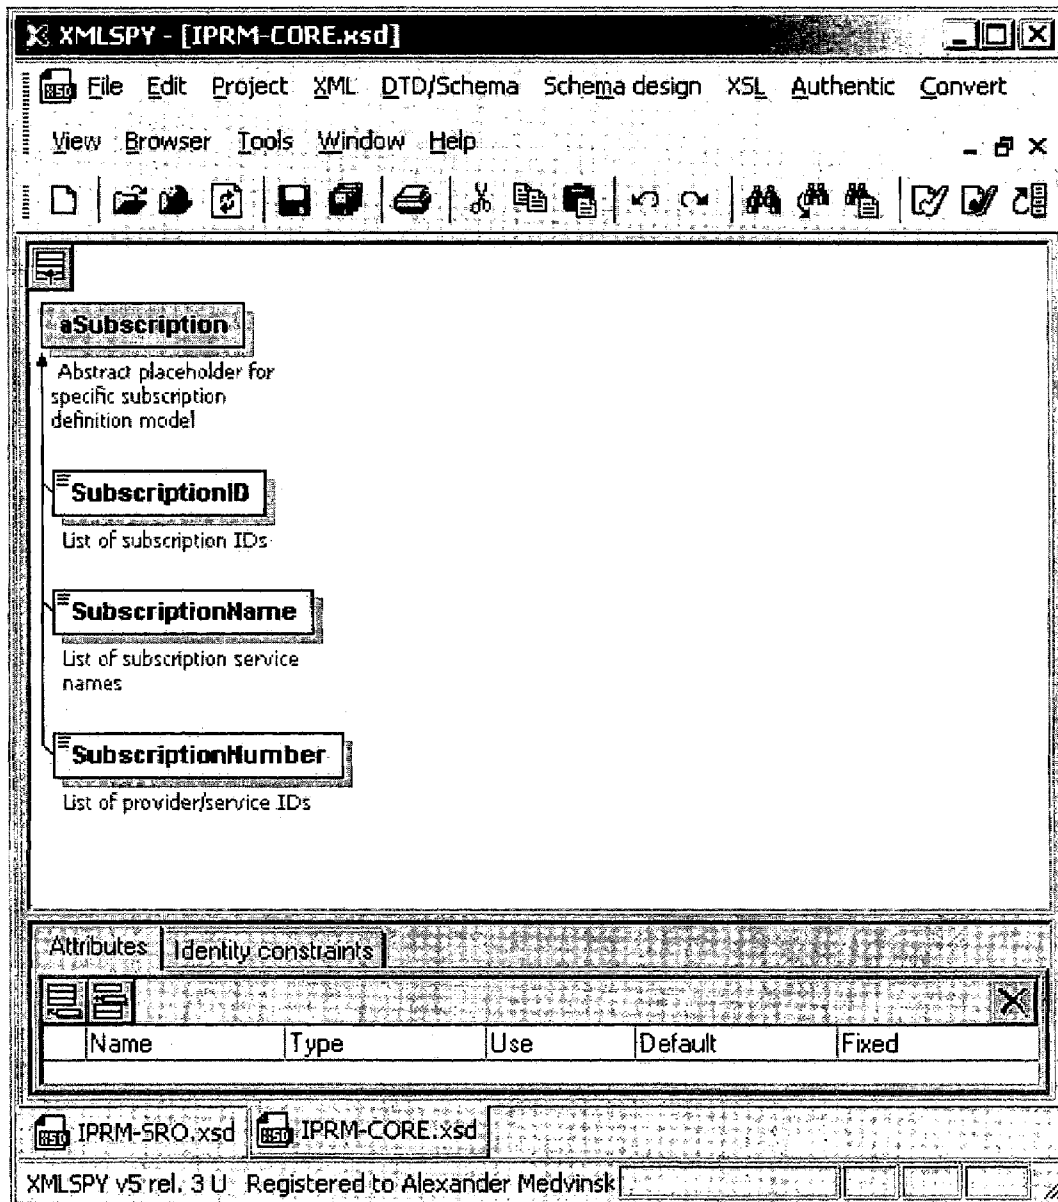 XMLSPY - [IPRM-CORE.xsd]
File Edit Project XML DTD/Schema Schema design XSL Authentic Convert
View Browser Tools Window Help
aSubscription
Abstract placeholder for
specific subscription
definition model
SubscriptionID
List of subscription IDs
SubscriptionName
List of subscription service
names
SubscriptionNumber
List of provider/service IDs
Attributes Identity constraints
Name Type Use Default Fixed
IPRM-SRO.xsd IPRM-CORE.xsd
XMLSPY v5 rel. 3 U Registered to Alexander Medvinsk